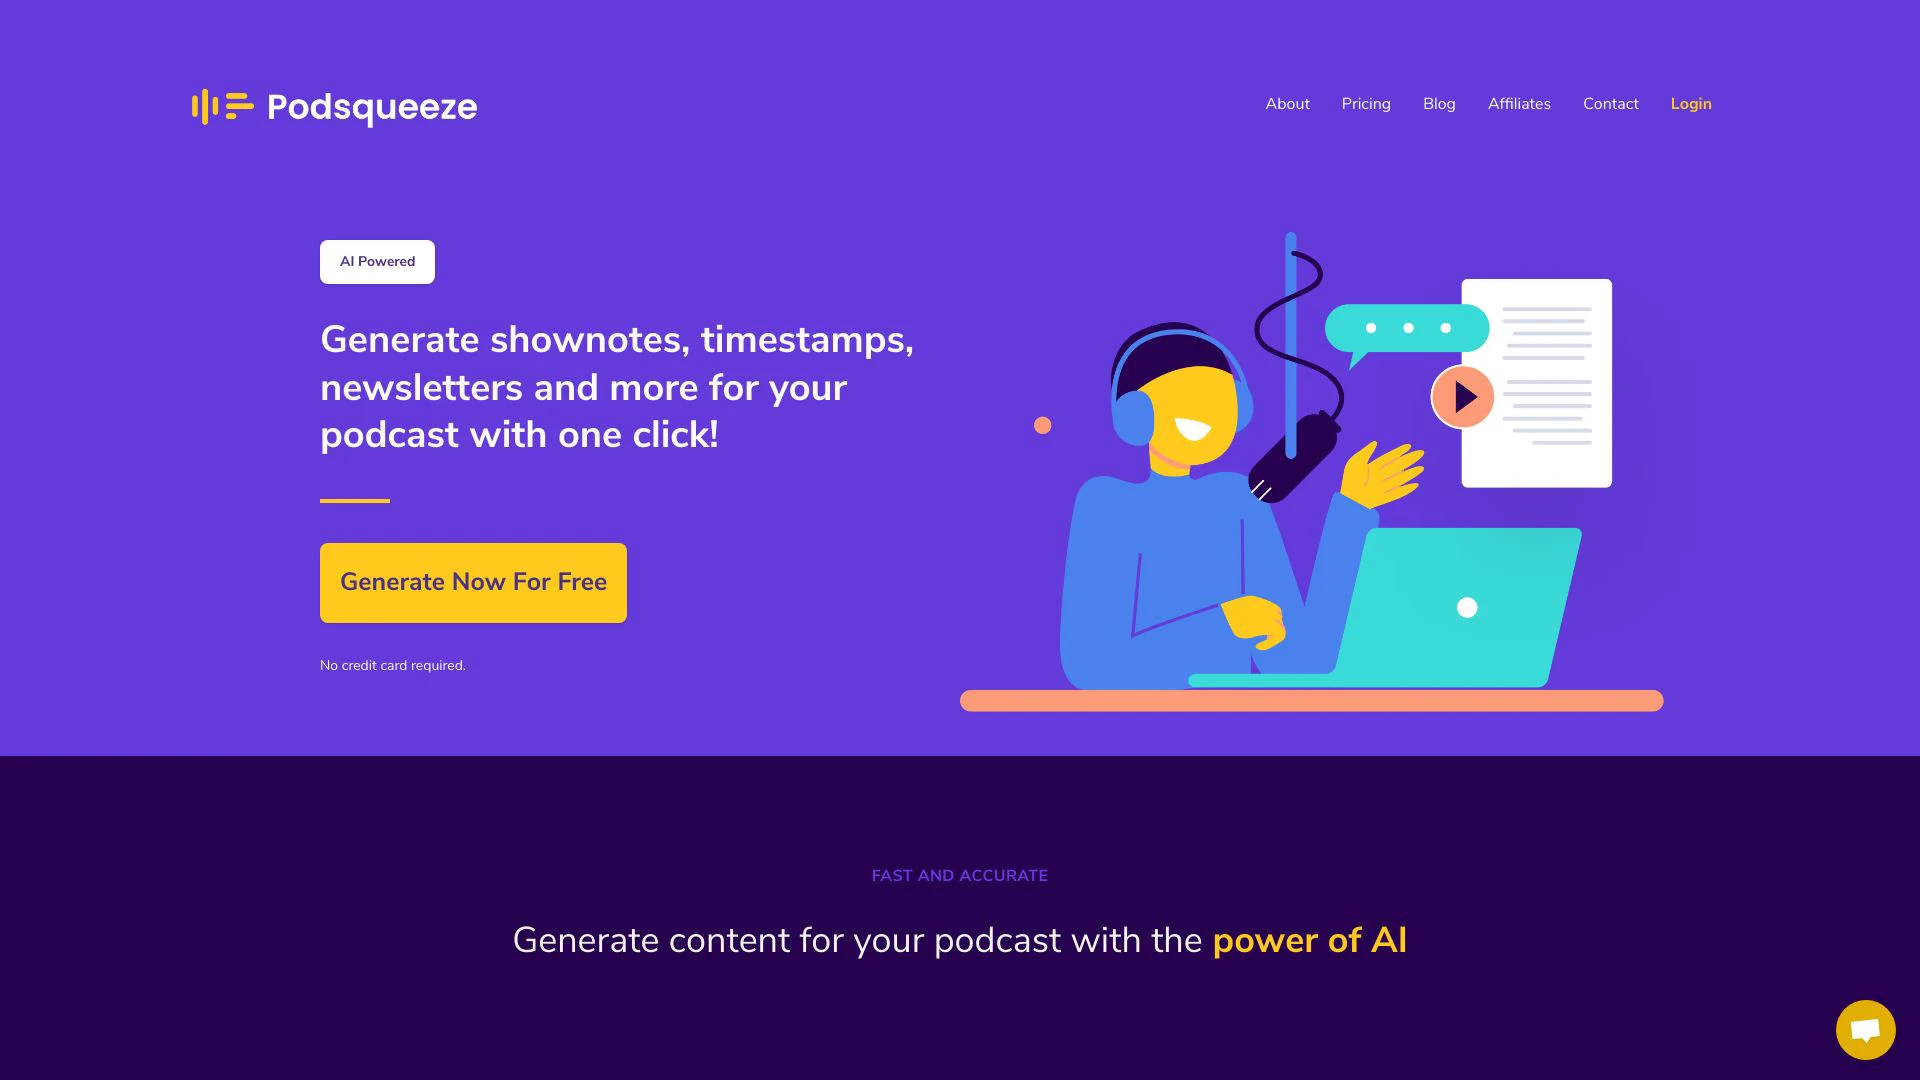 Podsqueeze
About
Pricing
Blog
Affiliates
Contact
Login
AI Powered
Generate shownotes, timestamps,
newsletters and more for your
podcast with one click!
Generate Now For Free
No credit card required.
FAST AND ACCURATE
Generate content for your podcast with the power of AI